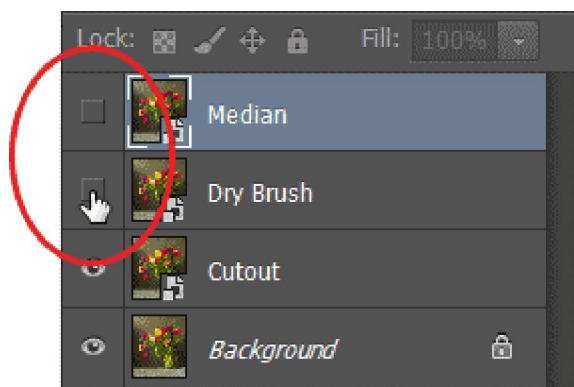 Lock: Fill: 100%
Median
Dry Brush
Cutout
Background